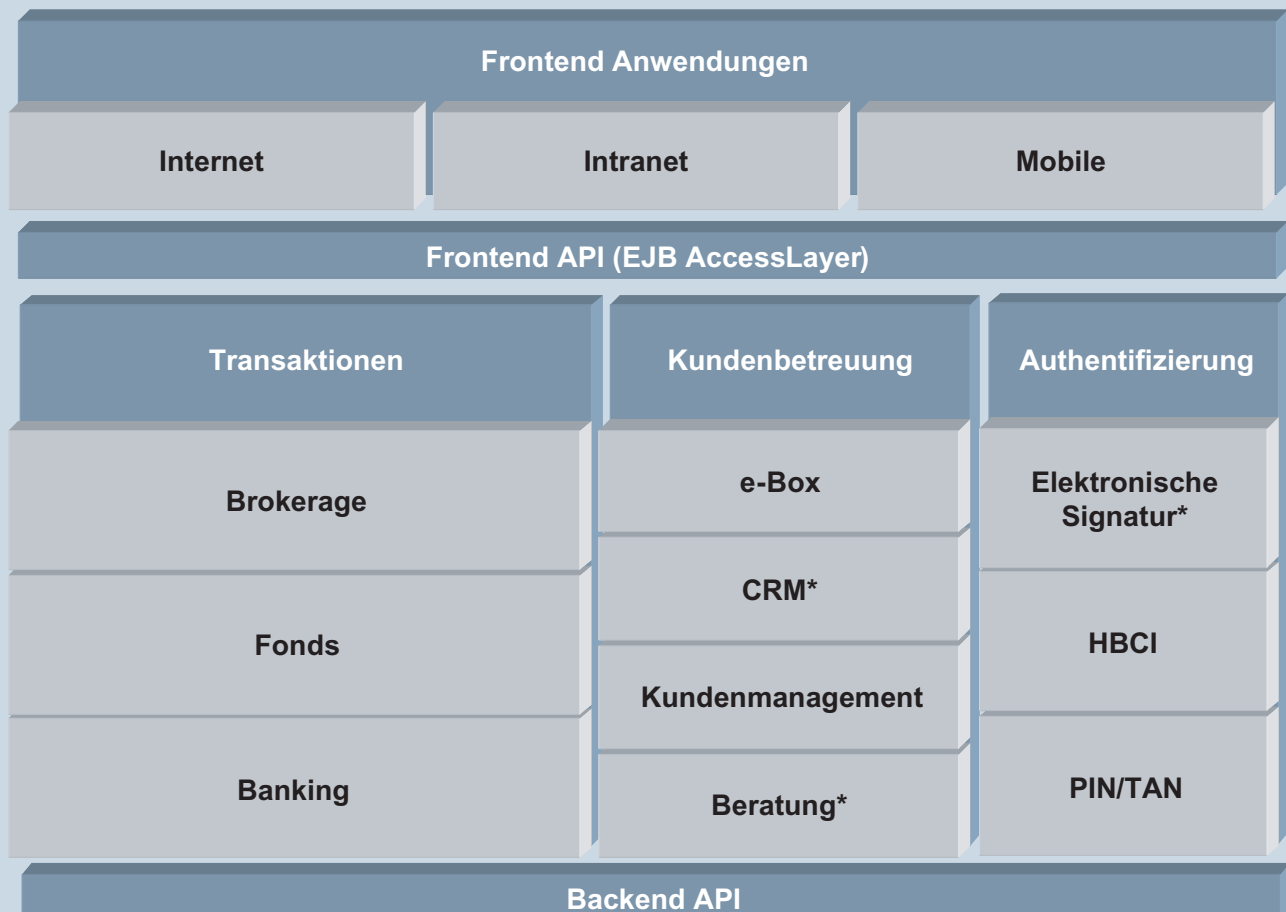 Frontend Anwendungen
Internet
Intranet
Mobile
Frontend API (EJB AccessLayer)
Transaktionen
Brokerage
Fonds
Banking
Kundenbetreuung
e-Box
CRM*
Kundenmanagement
Beratung*
Authentifizierung
Elektronische
Signatur*
HBCI
PIN/TAN
Backend API